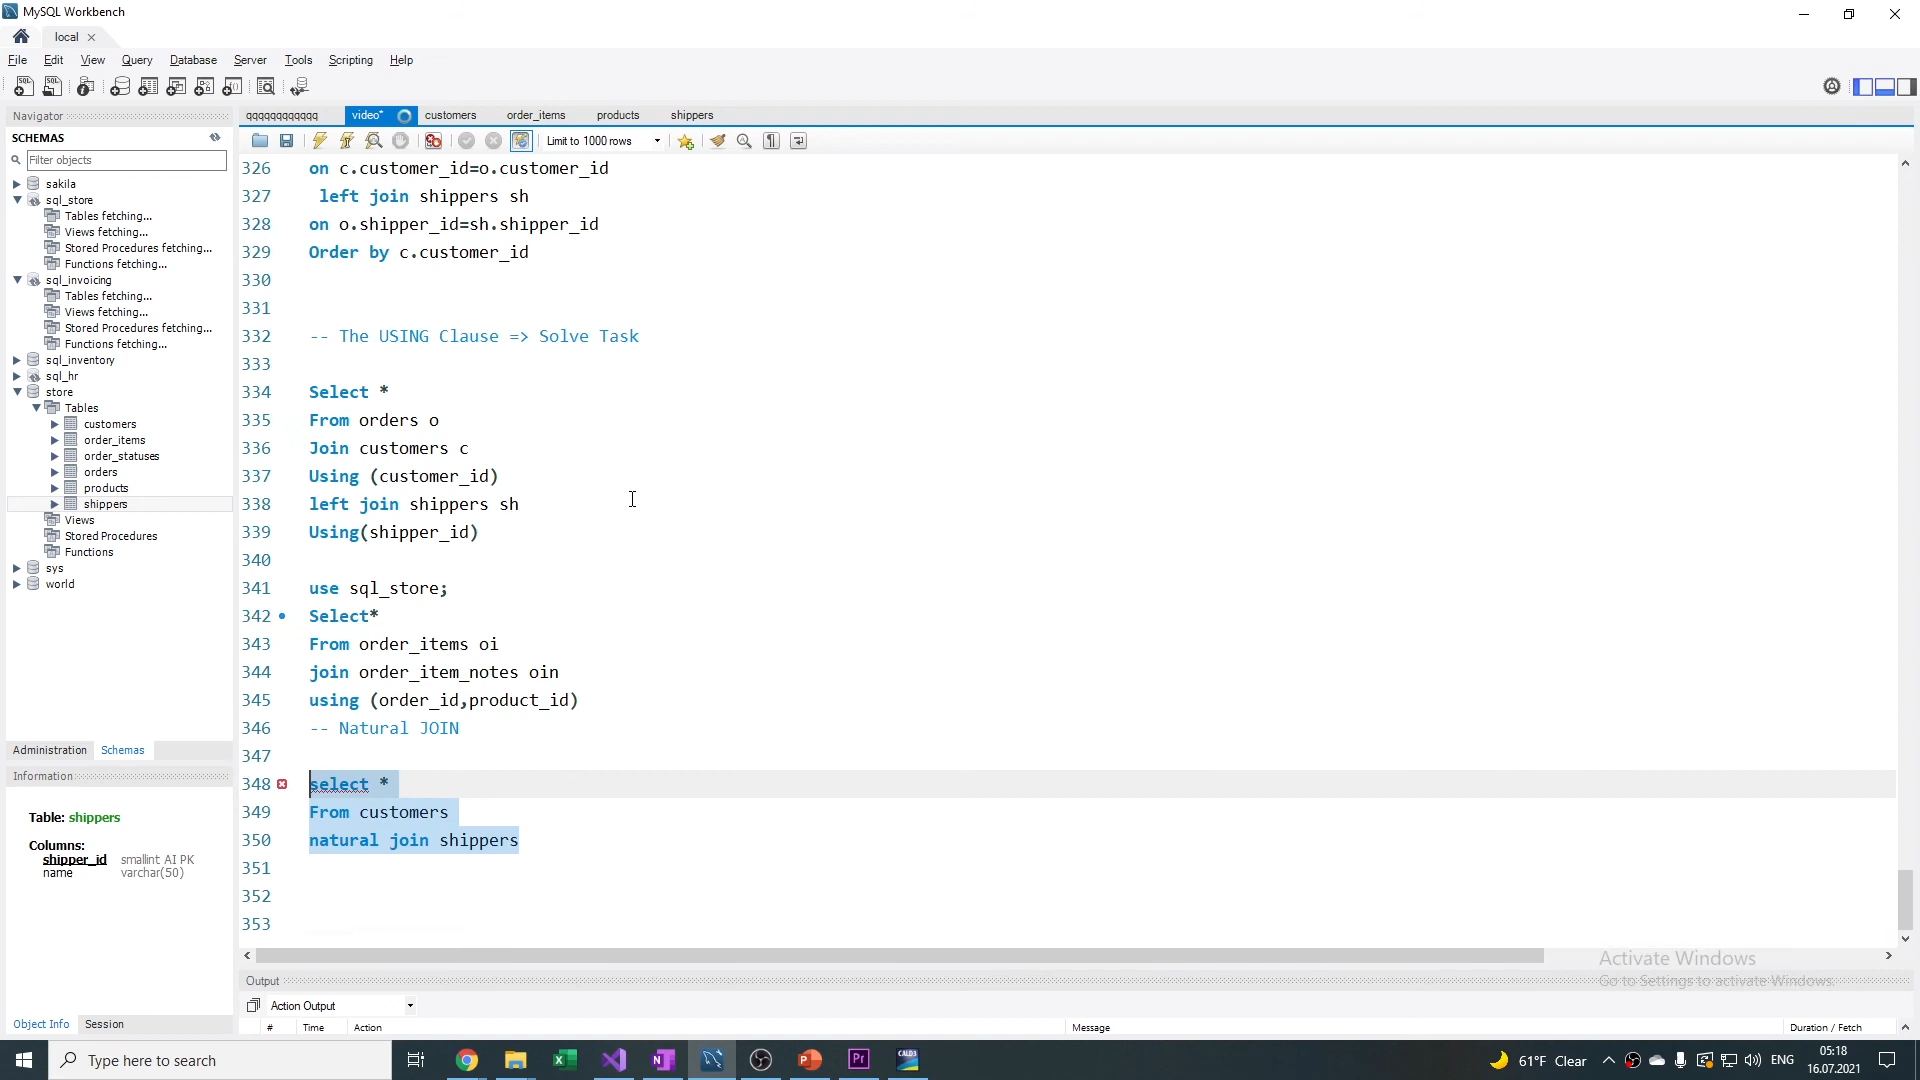 MySQL Workbench
local
File Edit View Query Database Server Tools Scripting Help
Navigator
SCHEMAS
Filter objects
sakila
sql_store
Tables fetching...
Views fetching...
Stored Procedures fetching...
Functions fetching...
sql_invoicing
Tables fetching...
Views fetching...
Stored Procedures fetching...
Functions fetching...
sql_inventory
sql_hr
store
Tables
customers
order_items
order_statuses
orders
products
shippers
Views
Stored Procedures
Functions
sys
world
Administration Schemas
Information
Table: shippers
Columns:
shipper_id smallint AI PK
name varchar(50)
Object Info Session
qqqqqqqqqqqq video* customers order_items products shippers
Limit to 1000 rows
326 on c.customer_id=o.customer_id
327 left join shippers sh
328 on o.shipper_id=sh.shipper_id
329 Order by c.customer_id
330
331
332 -- The USING Clause => Solve Task
333
334 Select *
335 From orders o
336 Join customers c
337 Using (customer_id)
338 left join shippers sh
339 Using(shipper_id)
340
341 use sql_store;
342 Select*
343 From order_items oi
344 join order_item_notes oin
345 using (order_id,product_id)
346 -- Natural JOIN
347
348 select *
349 From customers
350 natural join shippers
351
352
353
Activate Windows
Go to Settings to activate Windows.
Output
Action Output
# Time Action Message Duration / Fetch
Type here to search
61°F Clear
ENG
05:18
16.07.2021